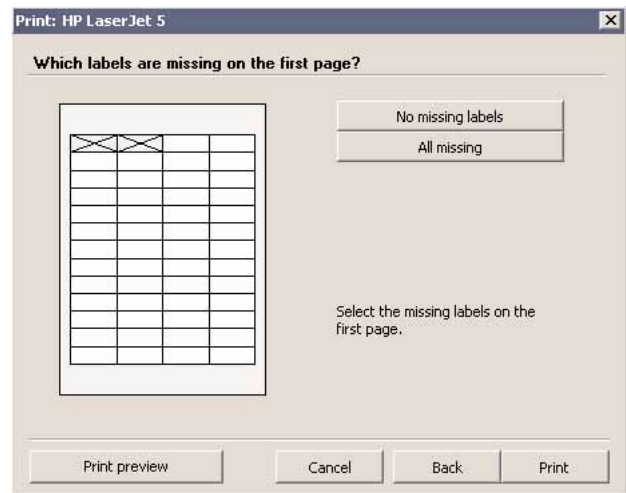 Print: HP LaserJet 5
Which labels are missing on the first page?
No missing labels
All missing
Select the missing labels on the
first page.
Print preview
Cancel
Back
Print